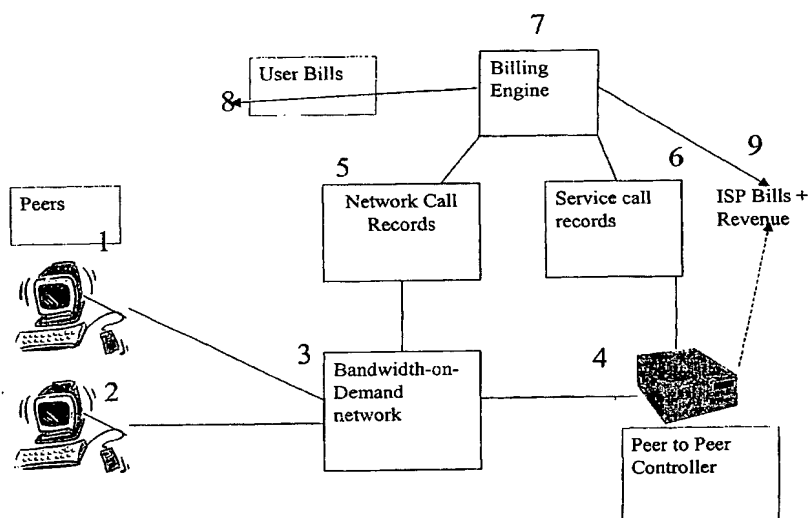 7
User Bills
Billing
Engine
8
5
6
9
Peers
1
Network Call
Records
Service call
records
ISP Bills +
Revenue
3
4
Bandwidth-on-
Demand
network
2
Peer to Peer
Controller